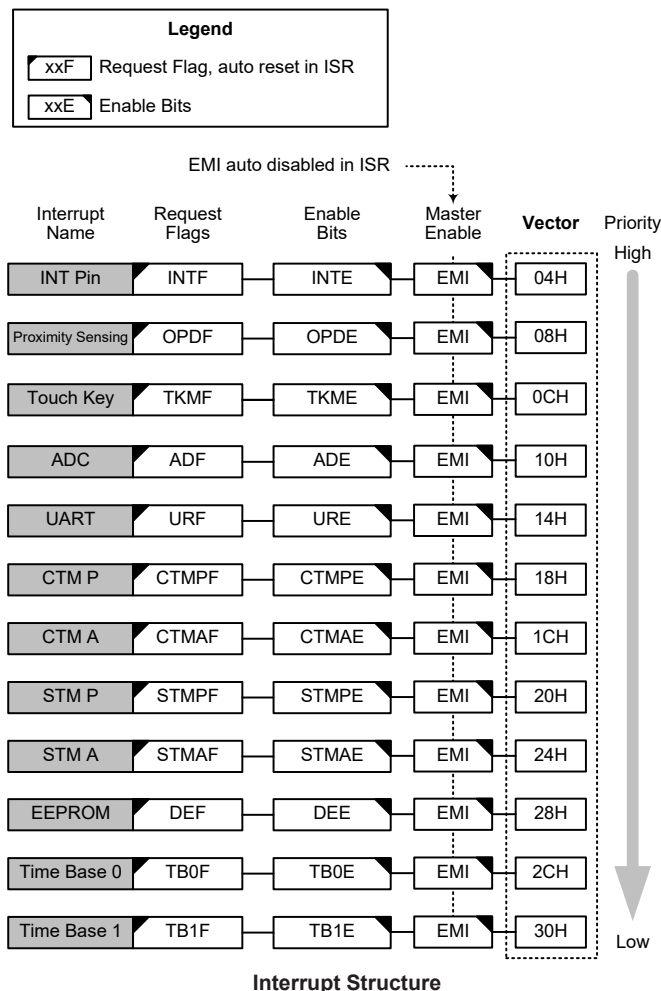 Legend
xxF Request Flag, auto reset in ISR
xxE Enable Bits
EMI auto disabled in ISR
Interrupt Name Request Flags Enable Bits Master Enable Vector Priority
High
INT Pin INTF INTE EMI 04H
Proximity Sensing OPDF OPDE EMI 08H
Touch Key TKMF TKME EMI 0CH
ADC ADF ADE EMI 10H
UART URF URE EMI 14H
CTM P CTMPF CTMPE EMI 18H
CTM A CTMAF CTMAE EMI 1CH
STM P STMPF STMPE EMI 20H
STM A STMAF STMAE EMI 24H
EEPROM DEF DEE EMI 28H
Time Base 0 TB0F TB0E EMI 2CH
Time Base 1 TB1F TB1E EMI 30H
Low
Interrupt Structure